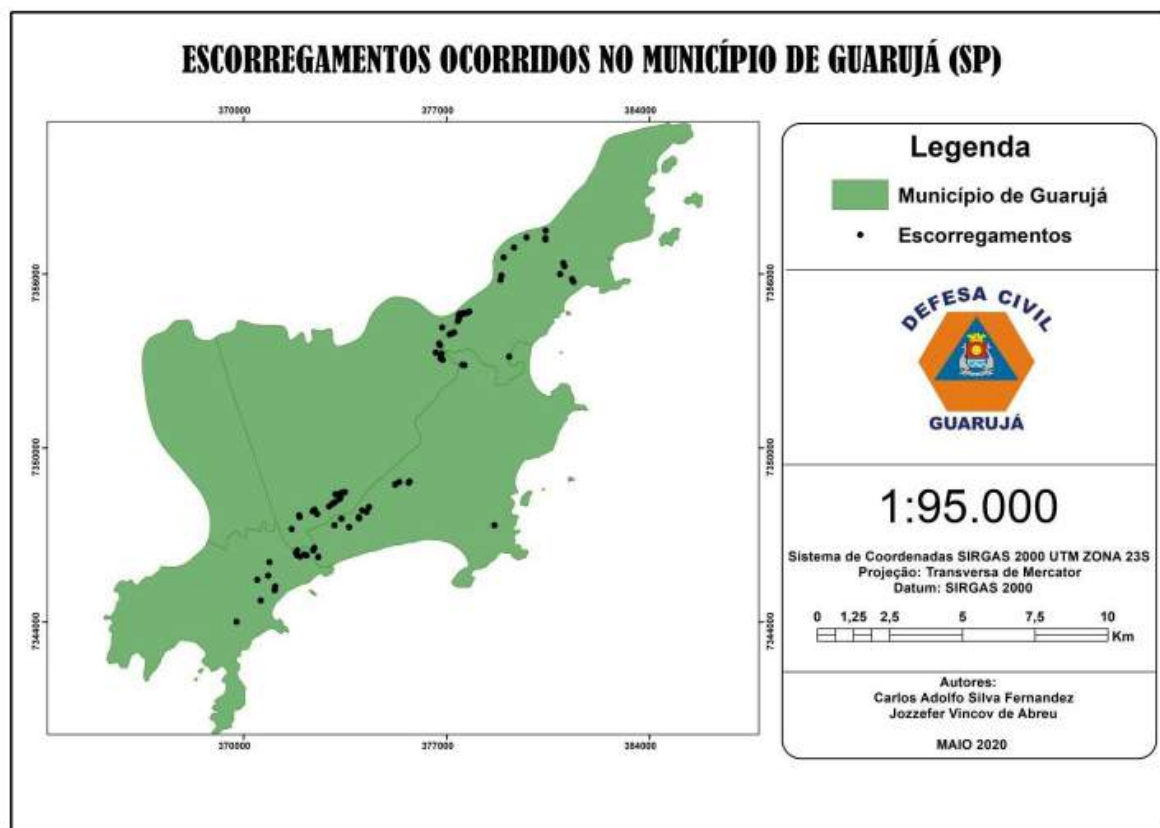 ESCORREGAMENTOS OCORRIDOS NO MUNICÍPIO DE GUARUJÁ (SP)
370000 377000 384000
7356000 7356000
7350000 7350000
7344000 7344000
370000 377000 384000
Legenda
Município de Guarujá
Escorregamentos
DEFESA CIVIL
GUARUJÁ
1:95.000
Sistema de Coordenadas SIRGAS 2000 UTM ZONA 23S
Projeção: Transversa de Mercator
Datum: SIRGAS 2000
0 1,25 2,5 5 7,5 10
Km
Autores:
Carlos Adolfo Silva Fernandez
Jozzefer Vincov de Abreu
MAIO 2020